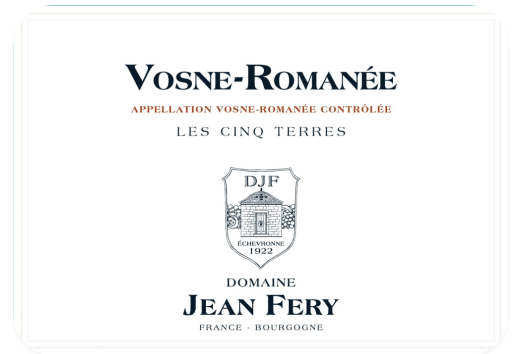 VOSNE-ROMANÉE
APPELLATION VOSNE-ROMANÉE CONTRÔLÉE
LES CINQ TERRES
DJF
ÉCHEVRONNE
1922
DOMAINE
JEAN FERY
FRANCE - BOURGOGNE